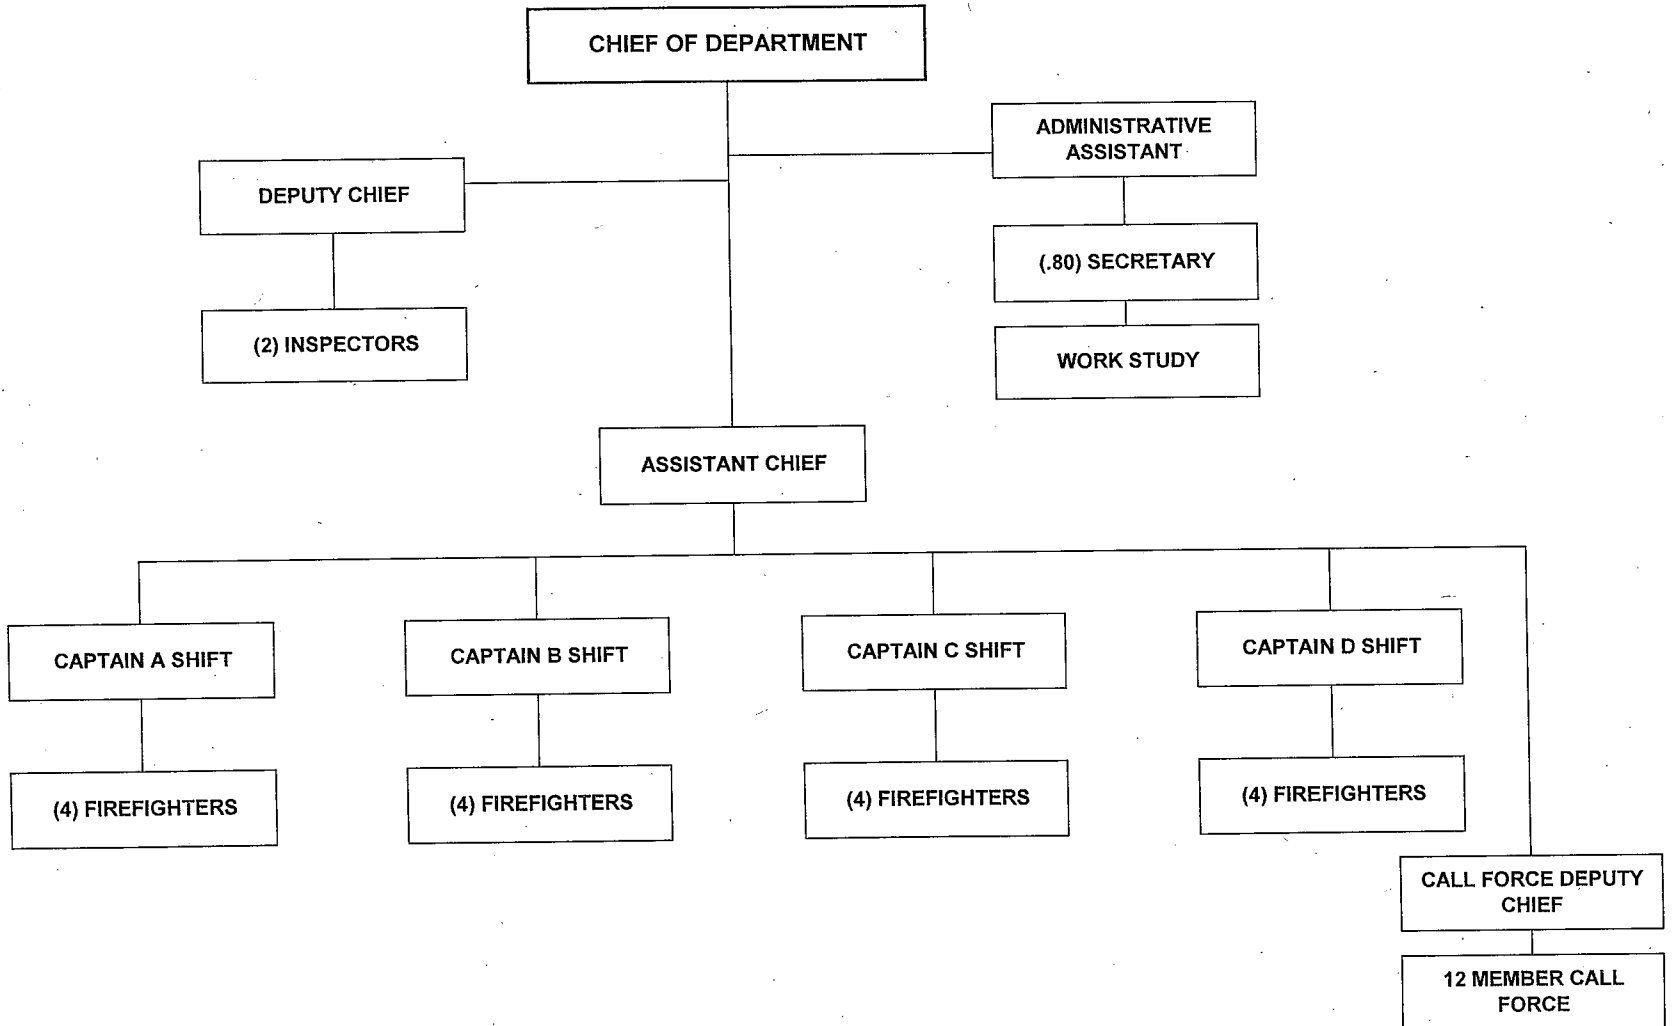 CHIEF OF DEPARTMENT
ADMINISTRATIVE
ASSISTANT
DEPUTY CHIEF
(.80) SECRETARY
(2) INSPECTORS
WORK STUDY
ASSISTANT CHIEF
CAPTAIN A SHIFT
CAPTAIN B SHIFT
CAPTAIN C SHIFT
CAPTAIN D SHIFT
(4) FIREFIGHTERS
(4) FIREFIGHTERS
(4) FIREFIGHTERS
(4) FIREFIGHTERS
CALL FORCE DEPUTY
CHIEF
12 MEMBER CALL
FORCE